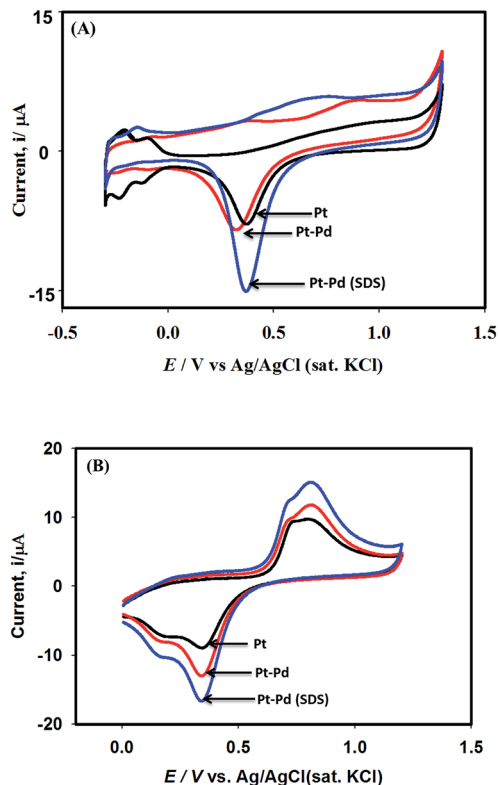 15
(A)
Current, i/ μA
0
Pt
Pt-Pd
Pt-Pd (SDS)
-15
-0.5 0.0 0.5 1.0 1.5
E / V vs Ag/AgCl (sat. KCl)
20
(B)
15
10
5
Current, i/μA
0
Pt
-10
Pt-Pd
Pt-Pd (SDS)
-20
0.0 0.5 1.0 1.5
E / V vs. Ag/AgCl(sat. KCl)